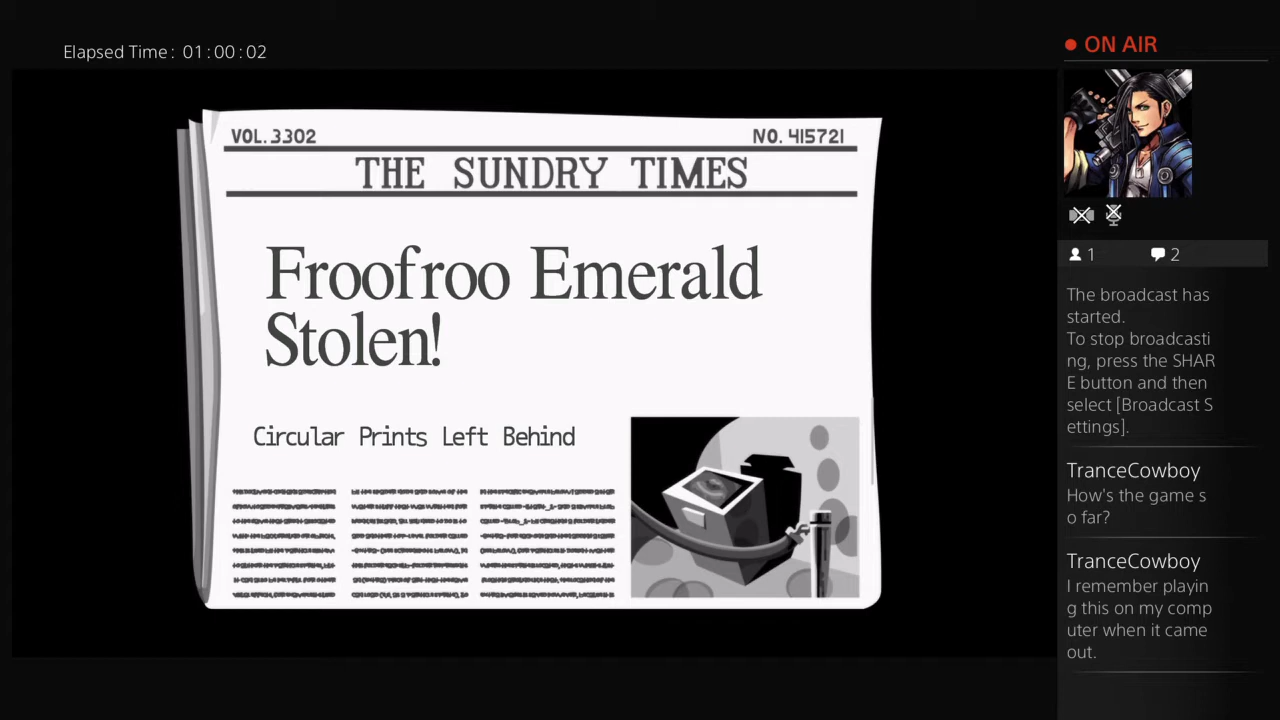 Elapsed Time: 01:00:02
ON AIR
VOL. 3302
NO. 415721
THE SUNDRY TIMES
Froofroo Emerald
Stolen!
Circular Prints Left Behind
1
2
The broadcast has
started.
To stop broadcasti
ng, press the SHAR
E button and then
select [Broadcast S
ettings].
TranceCowboy
How's the game s
o far?
TranceCowboy
I remember playin
g this on my comp
uter when it came
out.